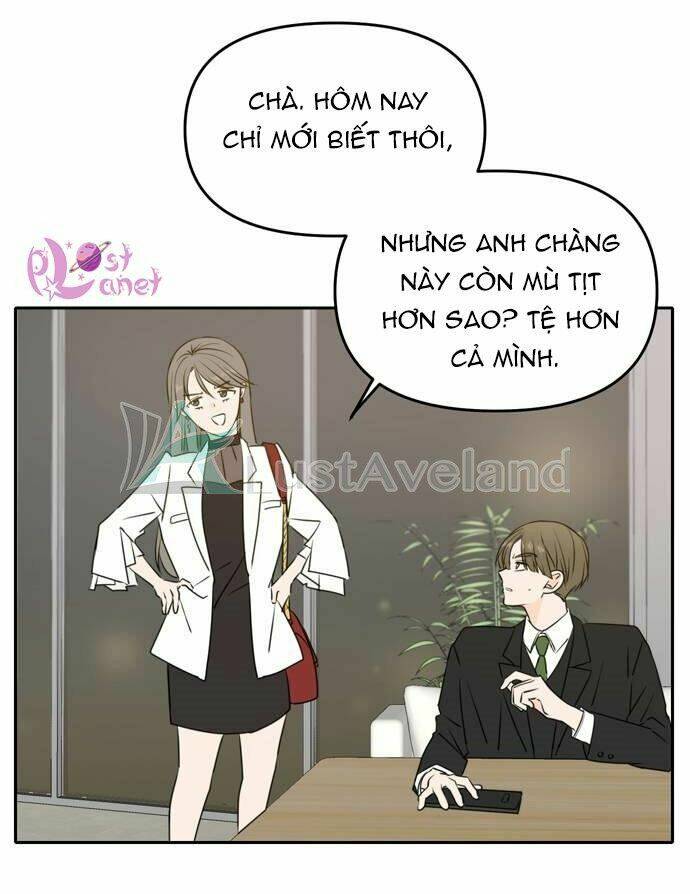 CHÀ. HÔM NAY
CHỈ MỚI BIẾT THÔI,
NHƯNG ANH CHÀNG
NÀY CÒN MÙ TỊT
HƠN SAO? TỆ HƠN
CẢ MÌNH.
Lost
pLanet
LustAveland